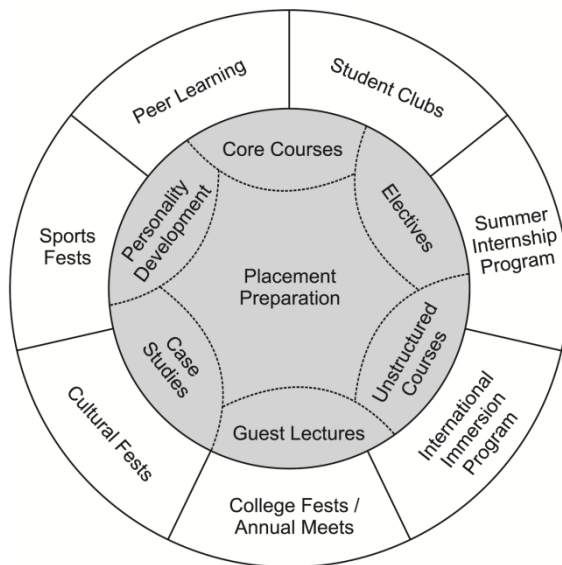 Peer Learning
Student Clubs
Core Courses
Personality
Development
Electives
Sports
Fests
Summer
Internship
Program
Placement
Preparation
Case
Studies
Unstructured
Courses
Guest Lectures
Cultural Fests
International
Immersion
Program
College Fests /
Annual Meets